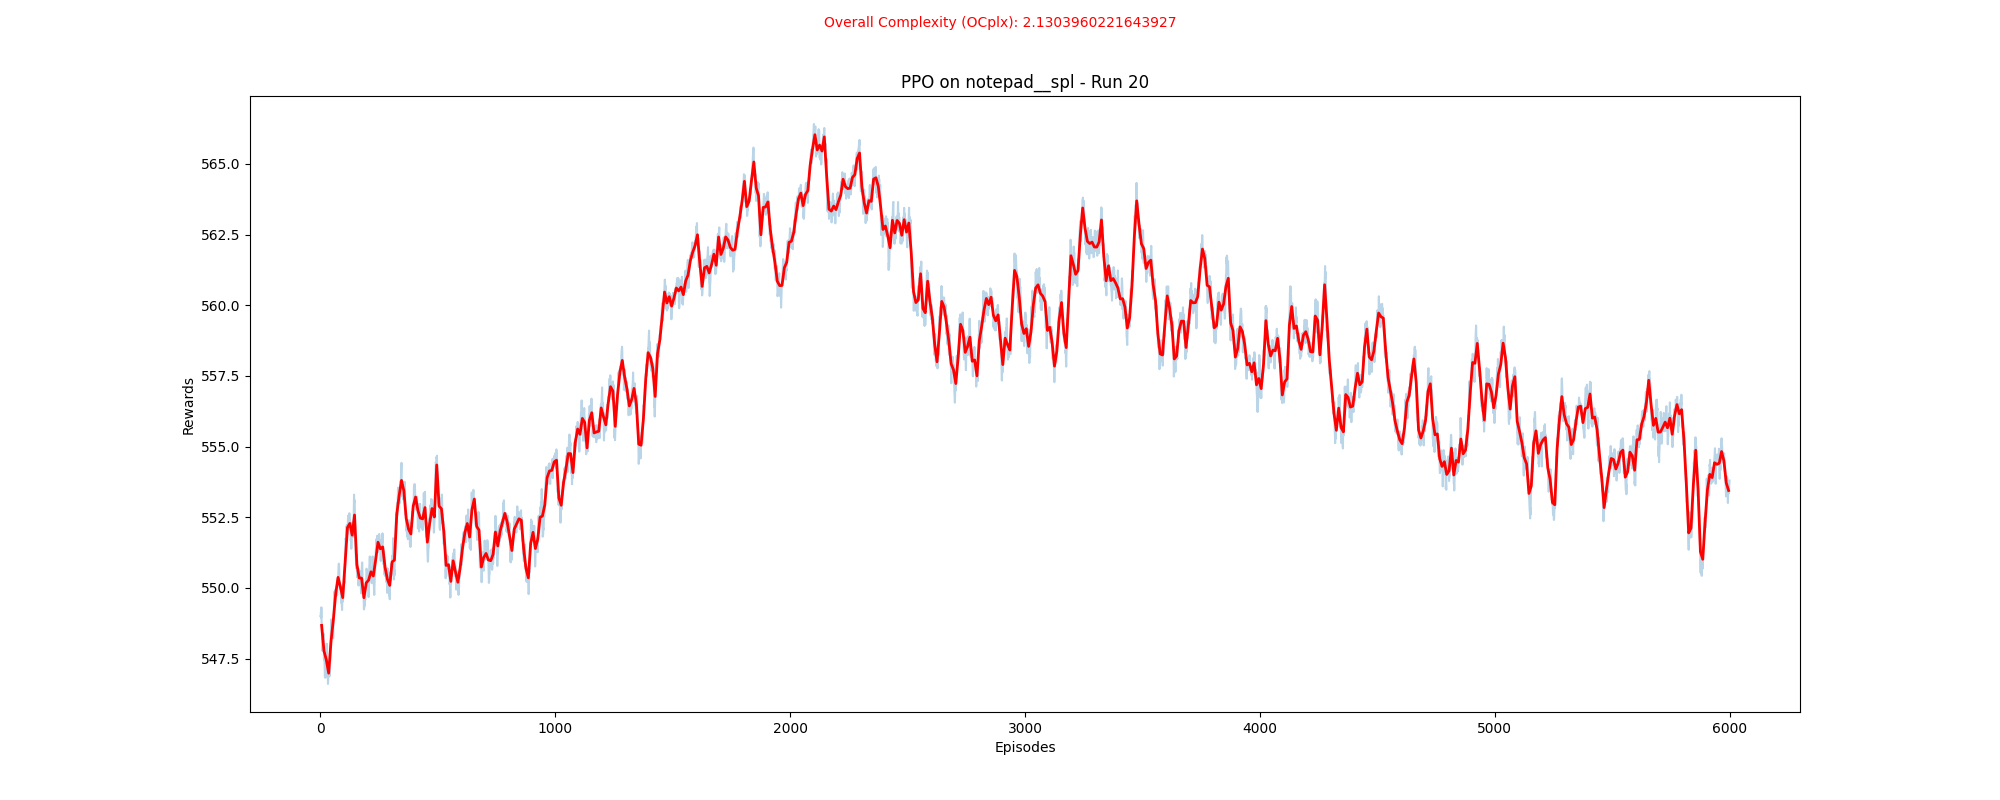 Overall Complexity (OCplx): 2.1303960221643927
PPO on notepad__spl - Run 20
565.0
562.5
560.0
557.5
555.0
552.5
550.0
547.5
Rewards
0 1000 2000 3000 4000 5000 6000
Episodes